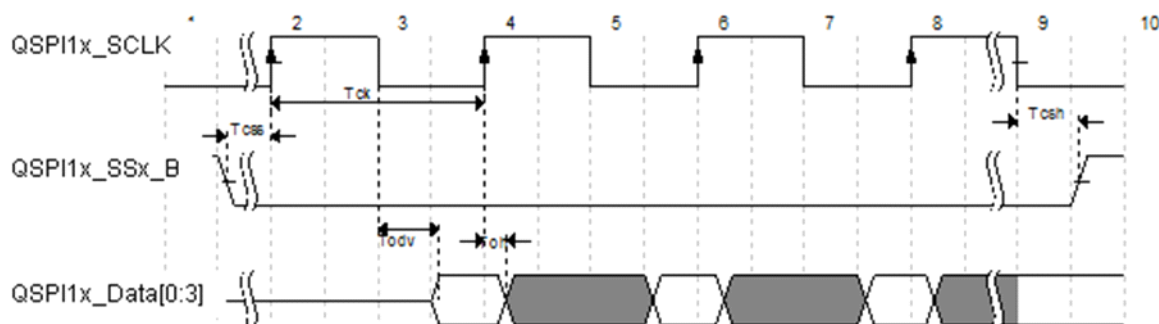 * 2 3 4 5 6 7 8 9 10
QSPI1x_SCLK
Tck
Tcss
Tcsh
QSPI1x_SSx_B
Todv
Toh
QSPI1x_Data[0:3]